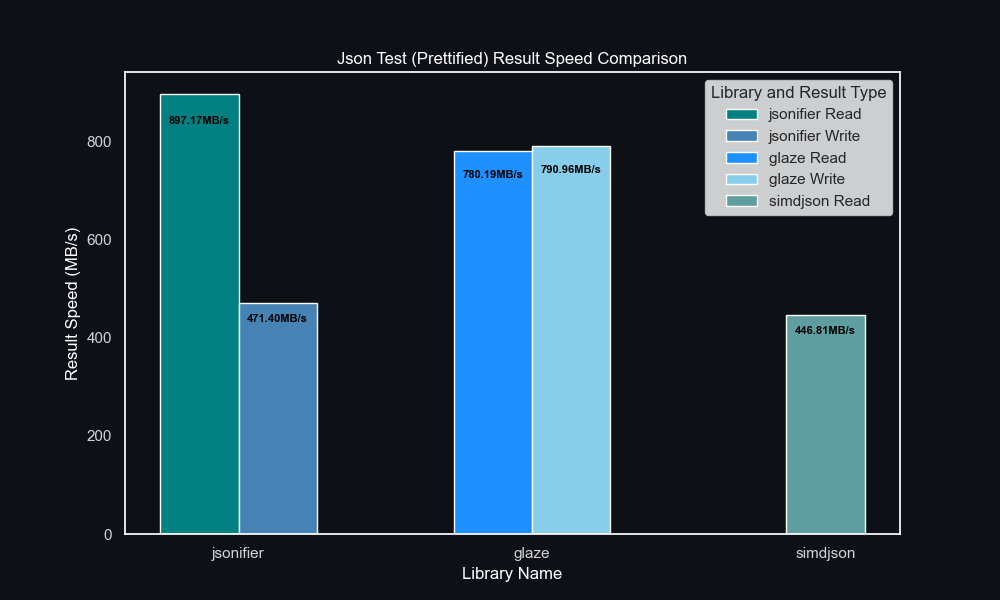 Json Test (Prettified) Result Speed Comparison
Library and Result Type
jsonifier Read
jsonifier Write
glaze Read
glaze Write
simdjson Read
897.17MB/s
471.40MB/s
780.19MB/s
790.96MB/s
446.81MB/s
Result Speed (MB/s)
800
600
400
200
0
jsonifier
glaze
simdjson
Library Name